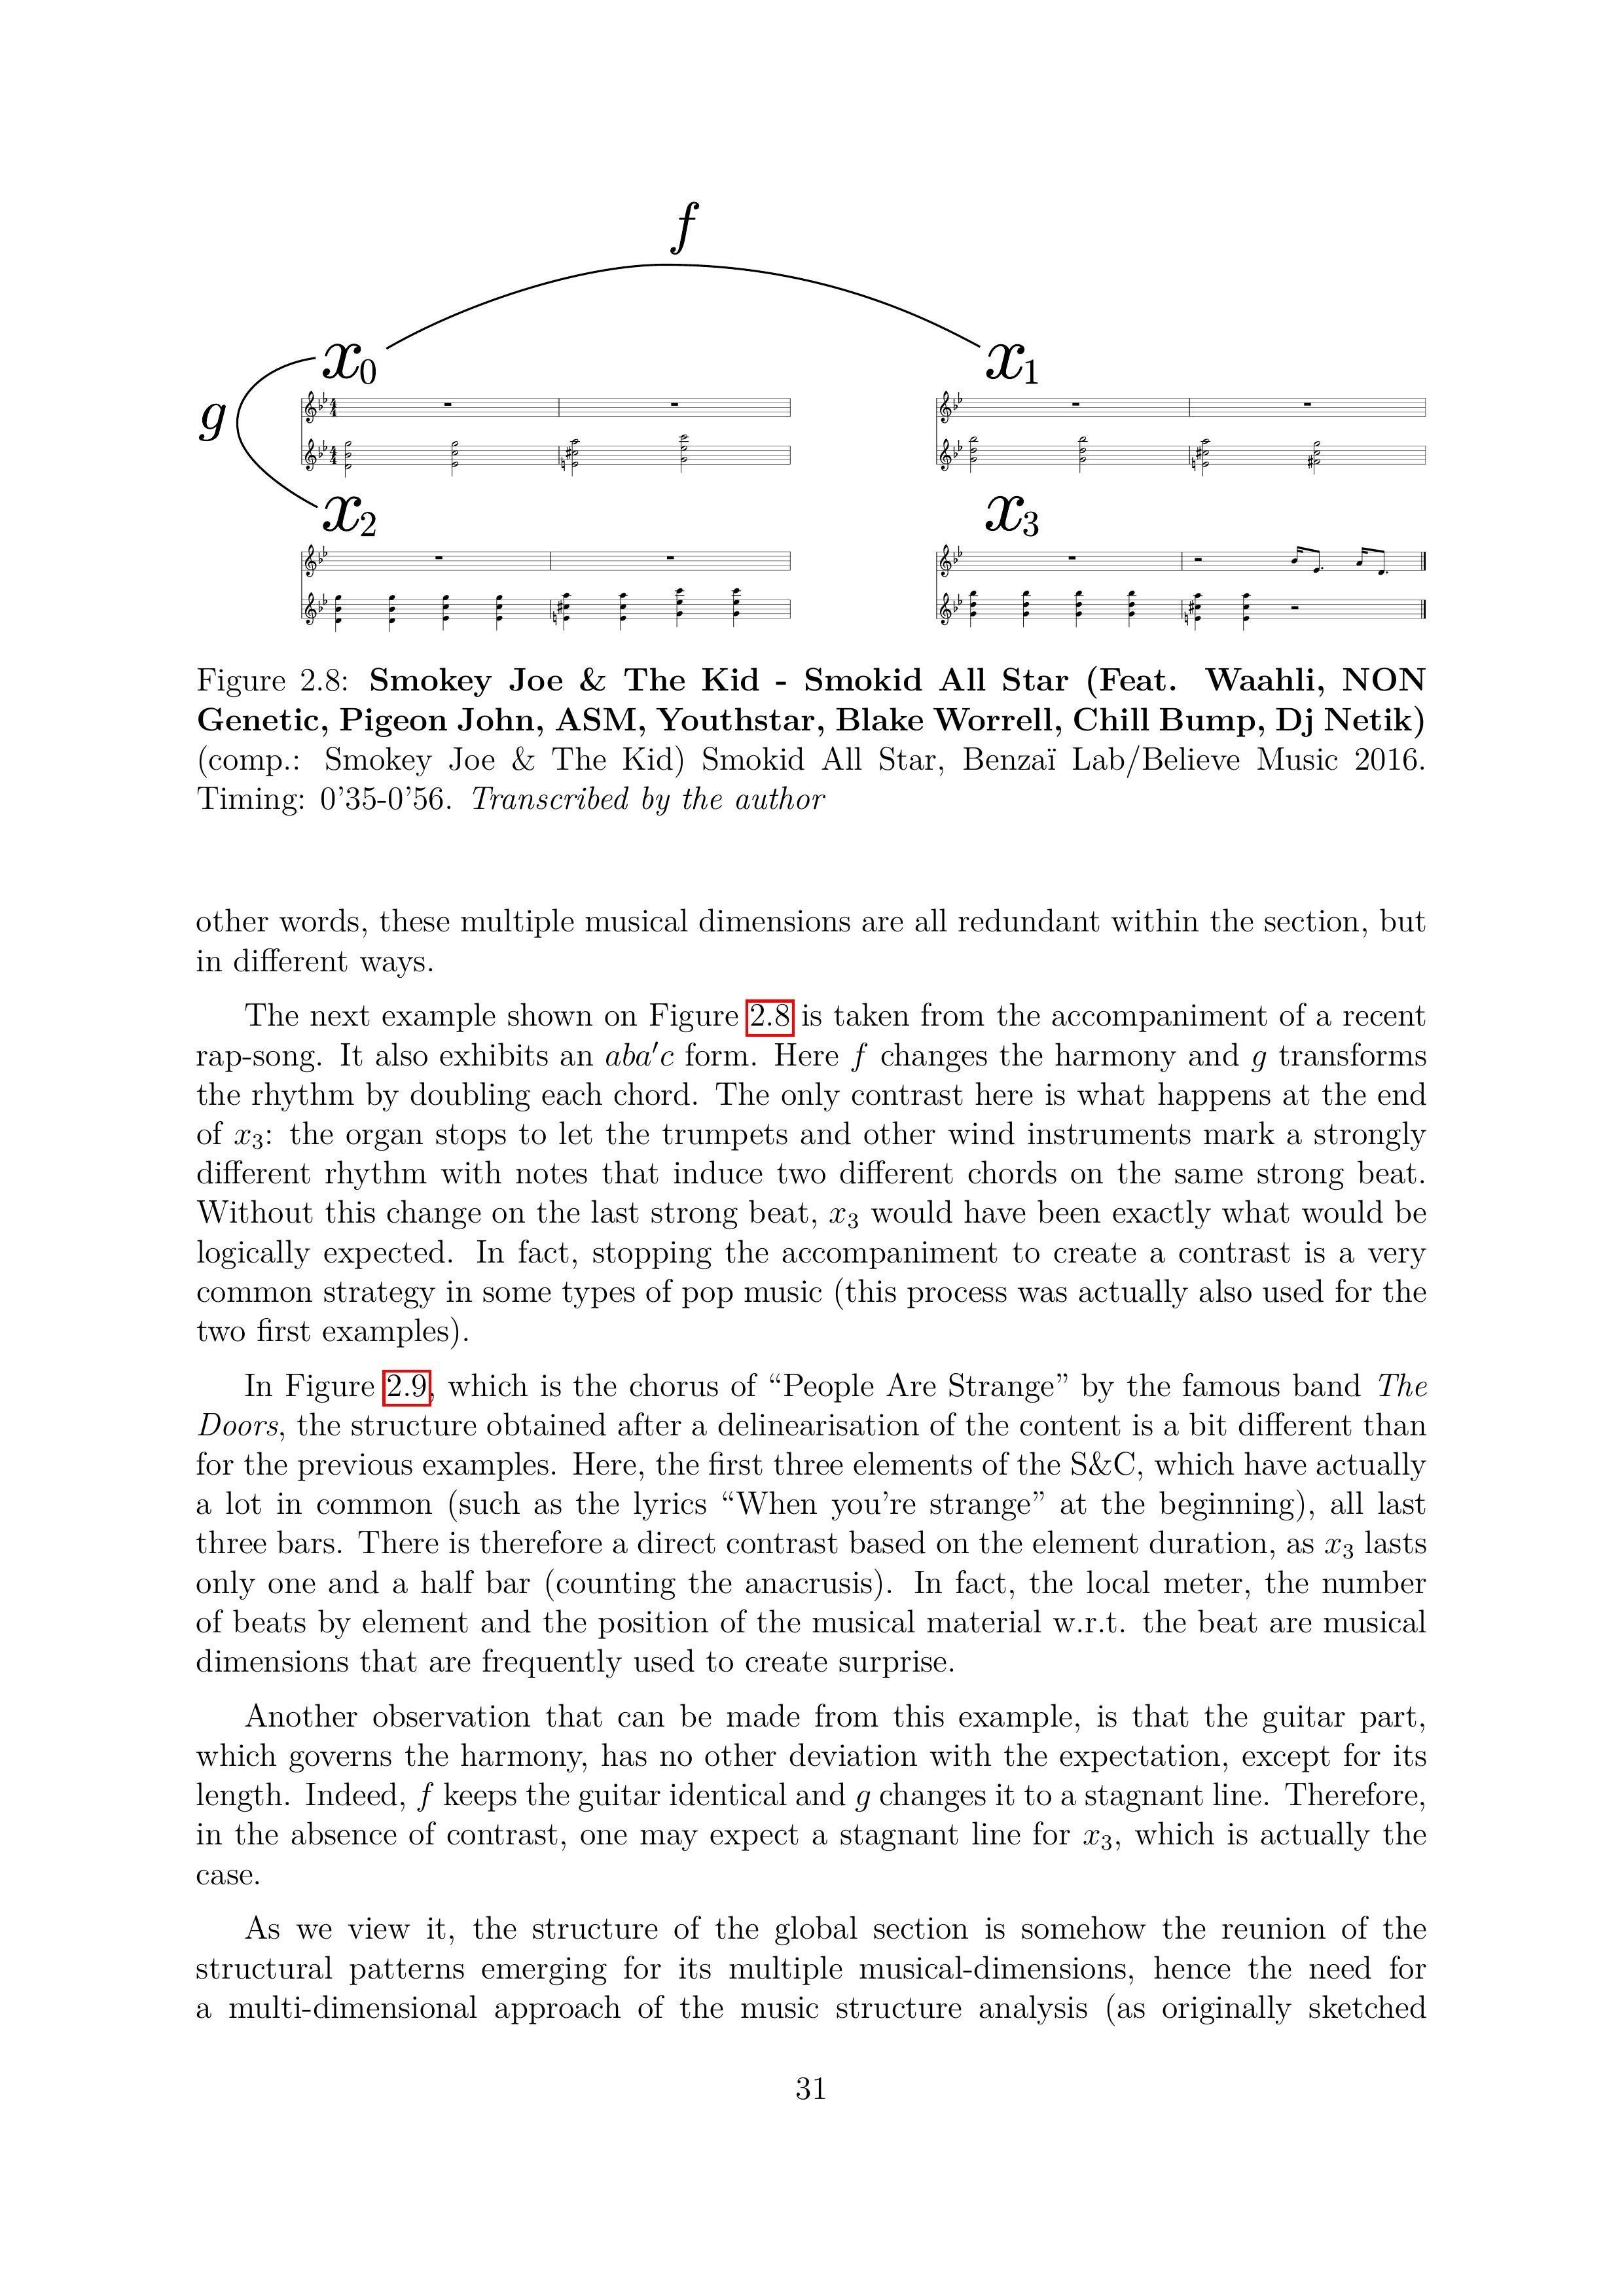 f
x0
x1
g
x2
x3
Figure 2.8: Smokey Joe & The Kid - Smokid All Star (Feat. Waahli, NON
Genetic, Pigeon John, ASM, Youthstar, Blake Worrell, Chill Bump, Dj Netik)
(comp.: Smokey Joe & The Kid) Smokid All Star, Benzaï Lab/Believe Music 2016.
Timing: 0’35-0’56. Transcribed by the author
other words, these multiple musical dimensions are all redundant within the section, but
in different ways.
The next example shown on Figure 2.8 is taken from the accompaniment of a recent
rap-song. It also exhibits an aba′c form. Here f changes the harmony and g transforms
the rhythm by doubling each chord. The only contrast here is what happens at the end
of x3: the organ stops to let the trumpets and other wind instruments mark a strongly
different rhythm with notes that induce two different chords on the same strong beat.
Without this change on the last strong beat, x3 would have been exactly what would be
logically expected. In fact, stopping the accompaniment to create a contrast is a very
common strategy in some types of pop music (this process was actually also used for the
two first examples).
In Figure 2.9, which is the chorus of “People Are Strange” by the famous band The
Doors, the structure obtained after a delinearisation of the content is a bit different than
for the previous examples. Here, the first three elements of the S&C, which have actually
a lot in common (such as the lyrics “When you’re strange” at the beginning), all last
three bars. There is therefore a direct contrast based on the element duration, as x3 lasts
only one and a half bar (counting the anacrusis). In fact, the local meter, the number
of beats by element and the position of the musical material w.r.t. the beat are musical
dimensions that are frequently used to create surprise.
Another observation that can be made from this example, is that the guitar part,
which governs the harmony, has no other deviation with the expectation, except for its
length. Indeed, f keeps the guitar identical and g changes it to a stagnant line. Therefore,
in the absence of contrast, one may expect a stagnant line for x3, which is actually the
case.
As we view it, the structure of the global section is somehow the reunion of the
structural patterns emerging for its multiple musical-dimensions, hence the need for
a multi-dimensional approach of the music structure analysis (as originally sketched
31